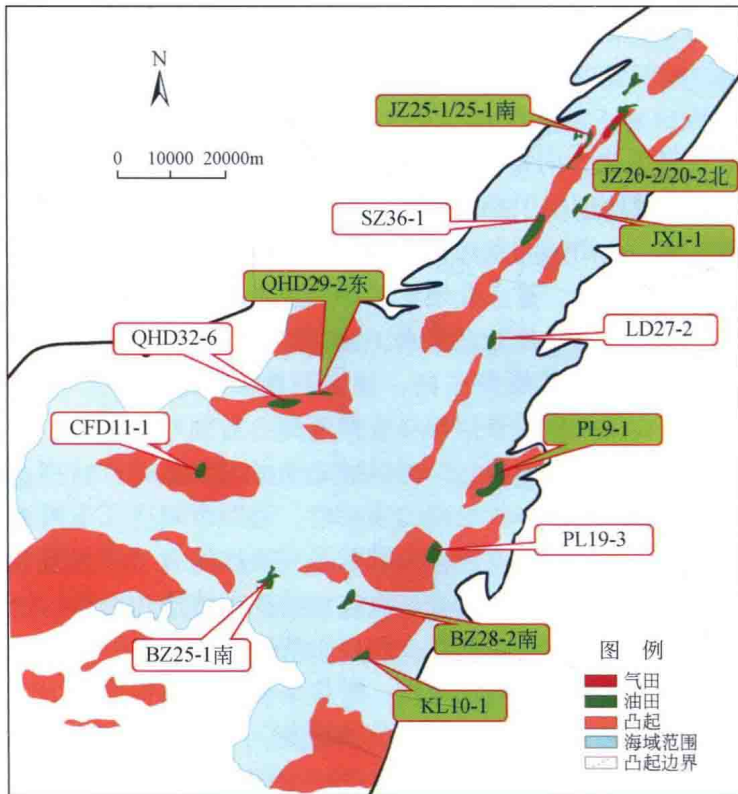 N
0 10000 20000m
JZ25-1/25-1南
JZ20-2/20-2北
SZ36-1
JX1-1
QHD29-2东
QHD32-6
LD27-2
CFD11-1
PL9-1
PL19-3
BZ25-1南
BZ28-2南
KL10-1
图 例
气田
油田
凸起
海域范围
凸起边界